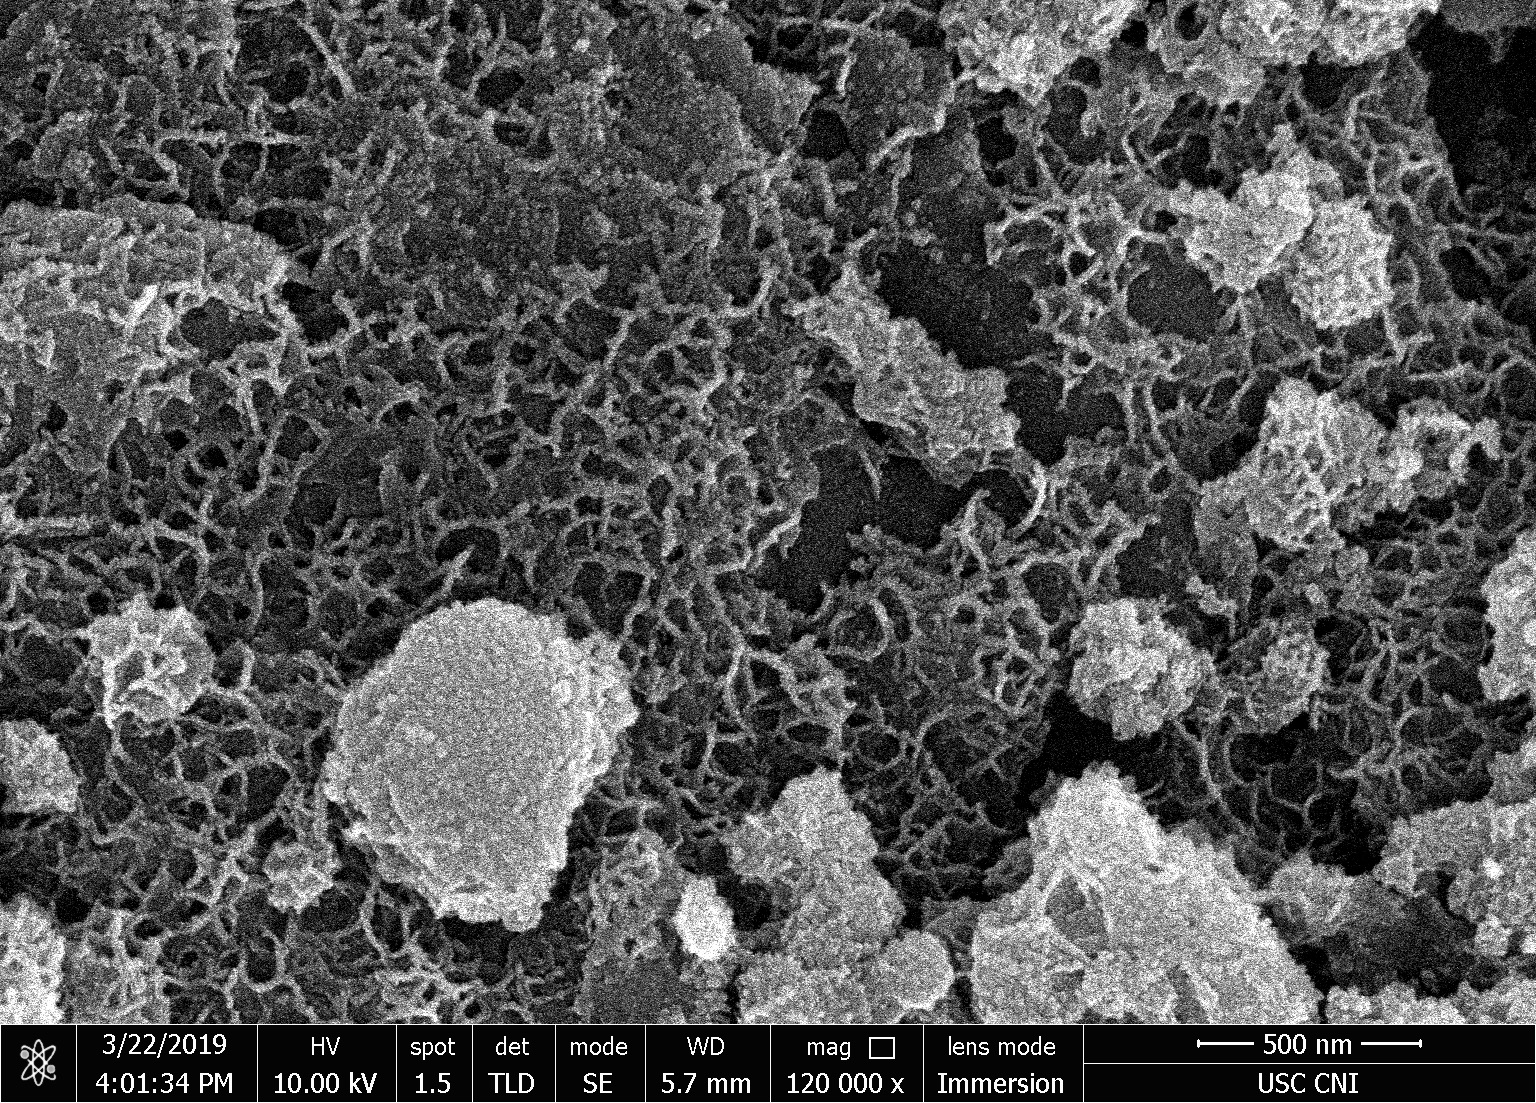 3/22/2019
4:01:34 PM
HV
10.00 kV
spot
1.5
det
TLD
mode
SE
WD
5.7 mm
mag
120 000 x
lens mode
Immersion
500 nm
USC CNI